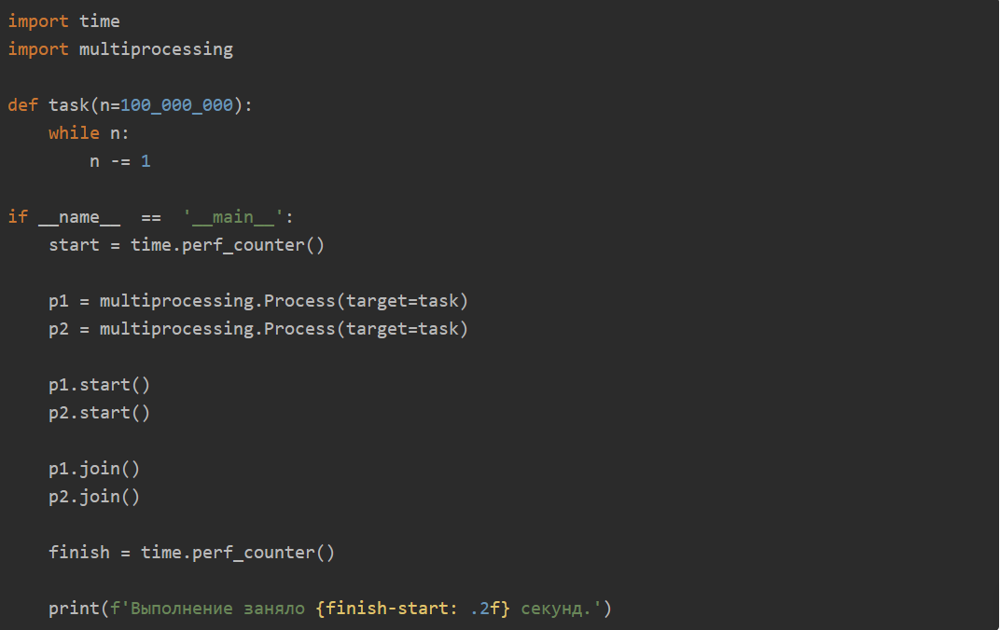 import time
import multiprocessing
def task(n=100_000_000):
    while n:
        n -= 1
if __name__  ==  '__main__':
    start = time.perf_counter()
    p1 = multiprocessing.Process(target=task)
    p2 = multiprocessing.Process(target=task)
    p1.start()
    p2.start()
    p1.join()
    p2.join()
    finish = time.perf_counter()
    print(f'Выполнение заняло {finish-start: .2f} секунд.')